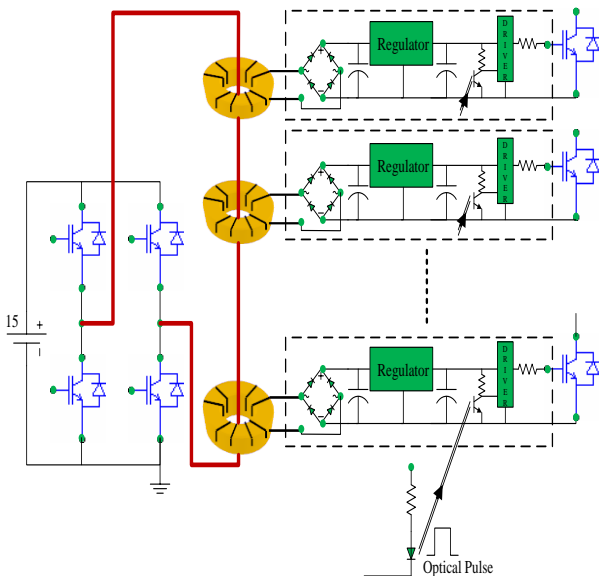 Regulator
DRIVER
Regulator
DRIVER
15
+
−
Regulator
DRIVER
+
−
+
−
+
−
Optical Pulse